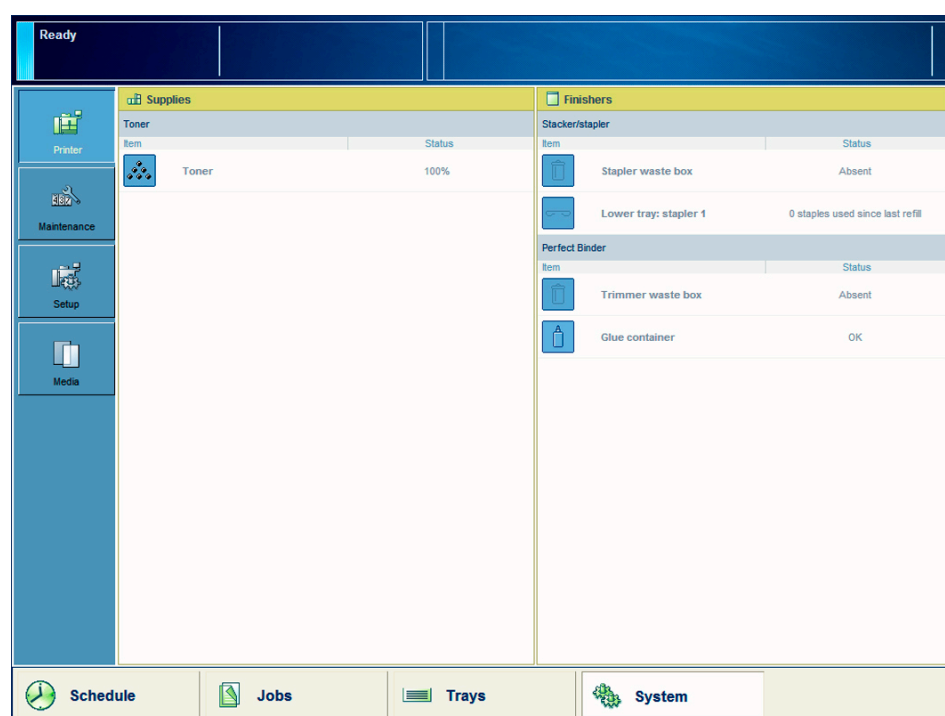 Ready
Printer
Maintenance
Setup
Media
Supplies
Toner
Item Status
Toner 100%
Finishers
Stacker/stapler
Item Status
Stapler waste box Absent
Lower tray: stapler 1 0 staples used since last refill
Perfect Binder
Item Status
Trimmer waste box Absent
Glue container OK
Schedule Jobs Trays System